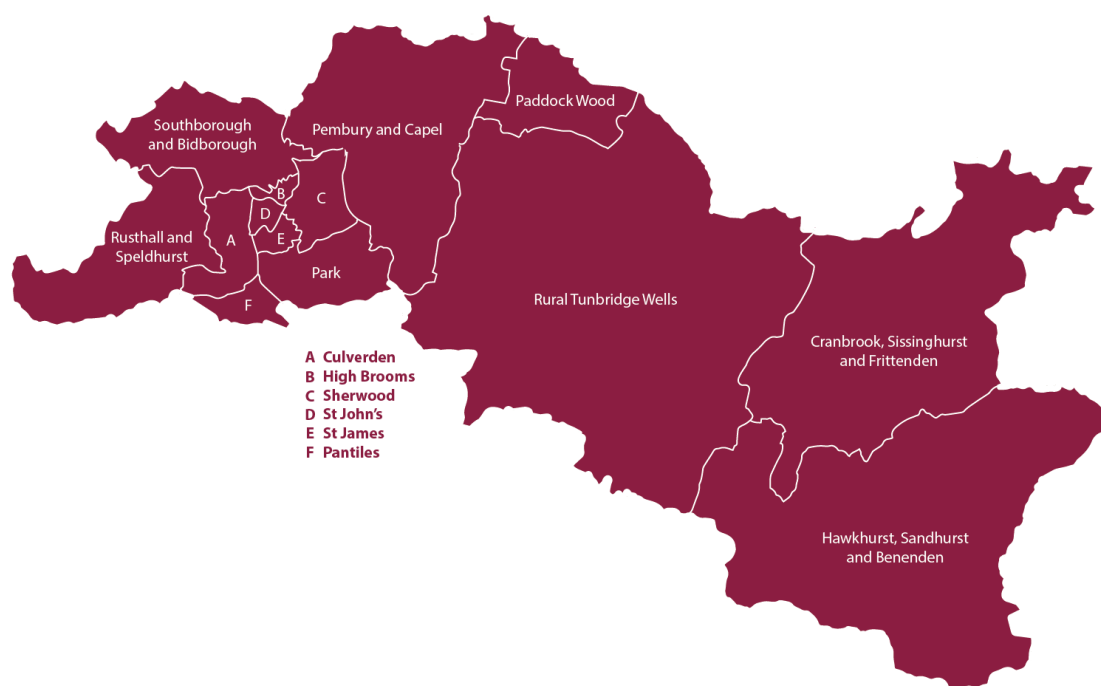 Paddock Wood
Southborough
and Bidborough
Pembury and Capel
B
C
D
Rusthall and
Speldhurst
A
E
Park
F
Rural Tunbridge Wells
Cranbrook, Sissinghurst
and Frittenden
A Culverden
B High Brooms
C Sherwood
D St John's
E St James
F Pantiles
Hawkhurst, Sandhurst
and Benenden